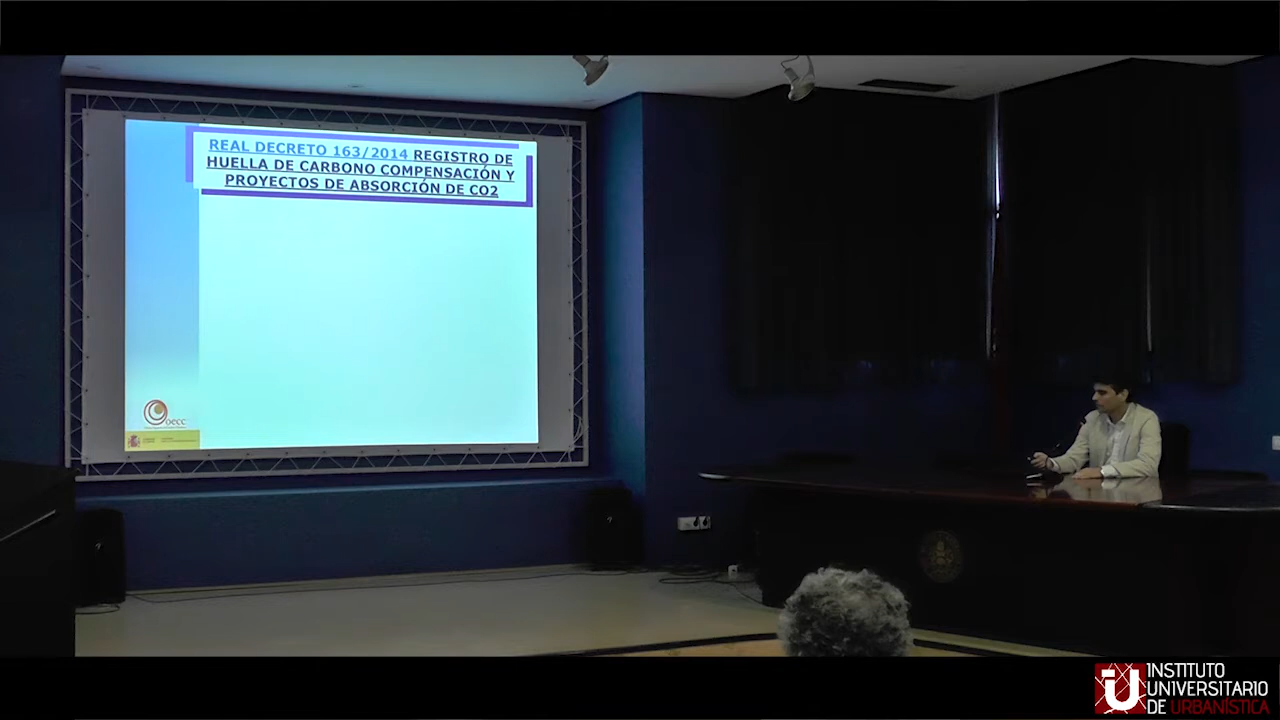 REAL DECRETO 163/2014 REGISTRO DE
HUELLA DE CARBONO COMPENSACIÓN Y
PROYECTOS DE ABSORCIÓN DE CO2
oecc
INSTITUTO
UNIVERSITARIO
DE URBANÍSTICA